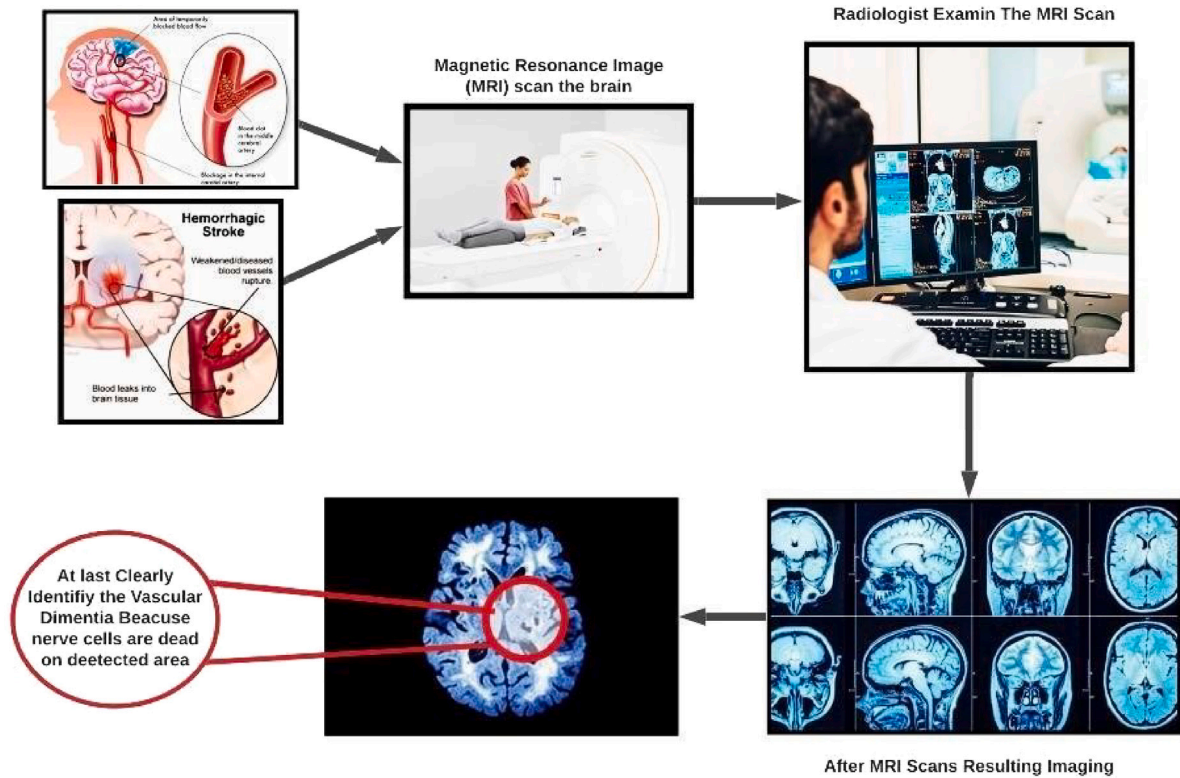 Area of temporarily
blocked blood flow
Blood clot
in the middle
cerebral
artery
Blockage in the internal
carotid artery
Hemorrhagic
Stroke
Weakened/diseased
blood vessels
rupture
Blood leaks into
brain tissue
Magnetic Resonance Image
(MRI) scan the brain
Radiologist Examin The MRI Scan
After MRI Scans Resulting Imaging
At last Clearly
Identifiy the Vascular
Dimentia Beacuse
nerve cells are dead
on deetected area